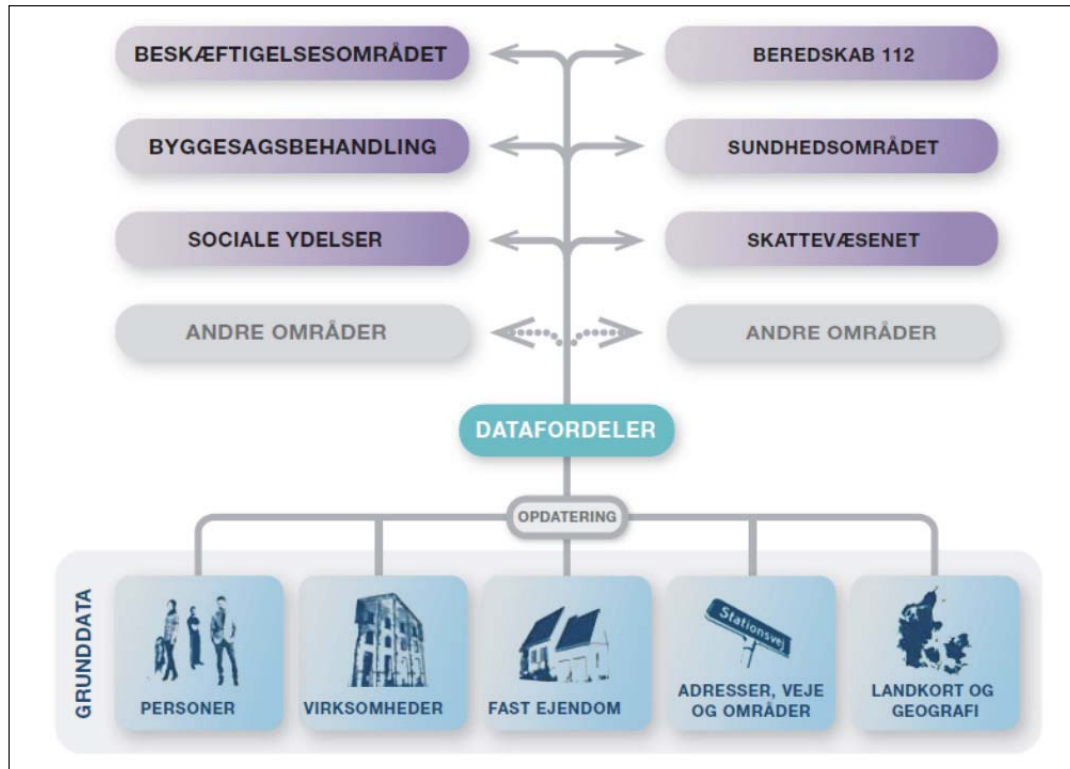 BESKÆFTIGELSESOMRÅDET
BEREDSKAB 112
BYGGESAGSBEHANDLING
SUNDHEDSOMRÅDET
SOCIALE YDELSER
SKATTEVÆSENET
ANDRE OMRÅDER
ANDRE OMRÅDER
DATAFORDELER
OPDATERING
GRUNDDATA
Stationsvej
PERSONER
VIRKSOMHEDER
FAST EJENDOM
ADRESSER, VEJE
OG OMRÅDER
LANDKORT OG
GEOGRAFI